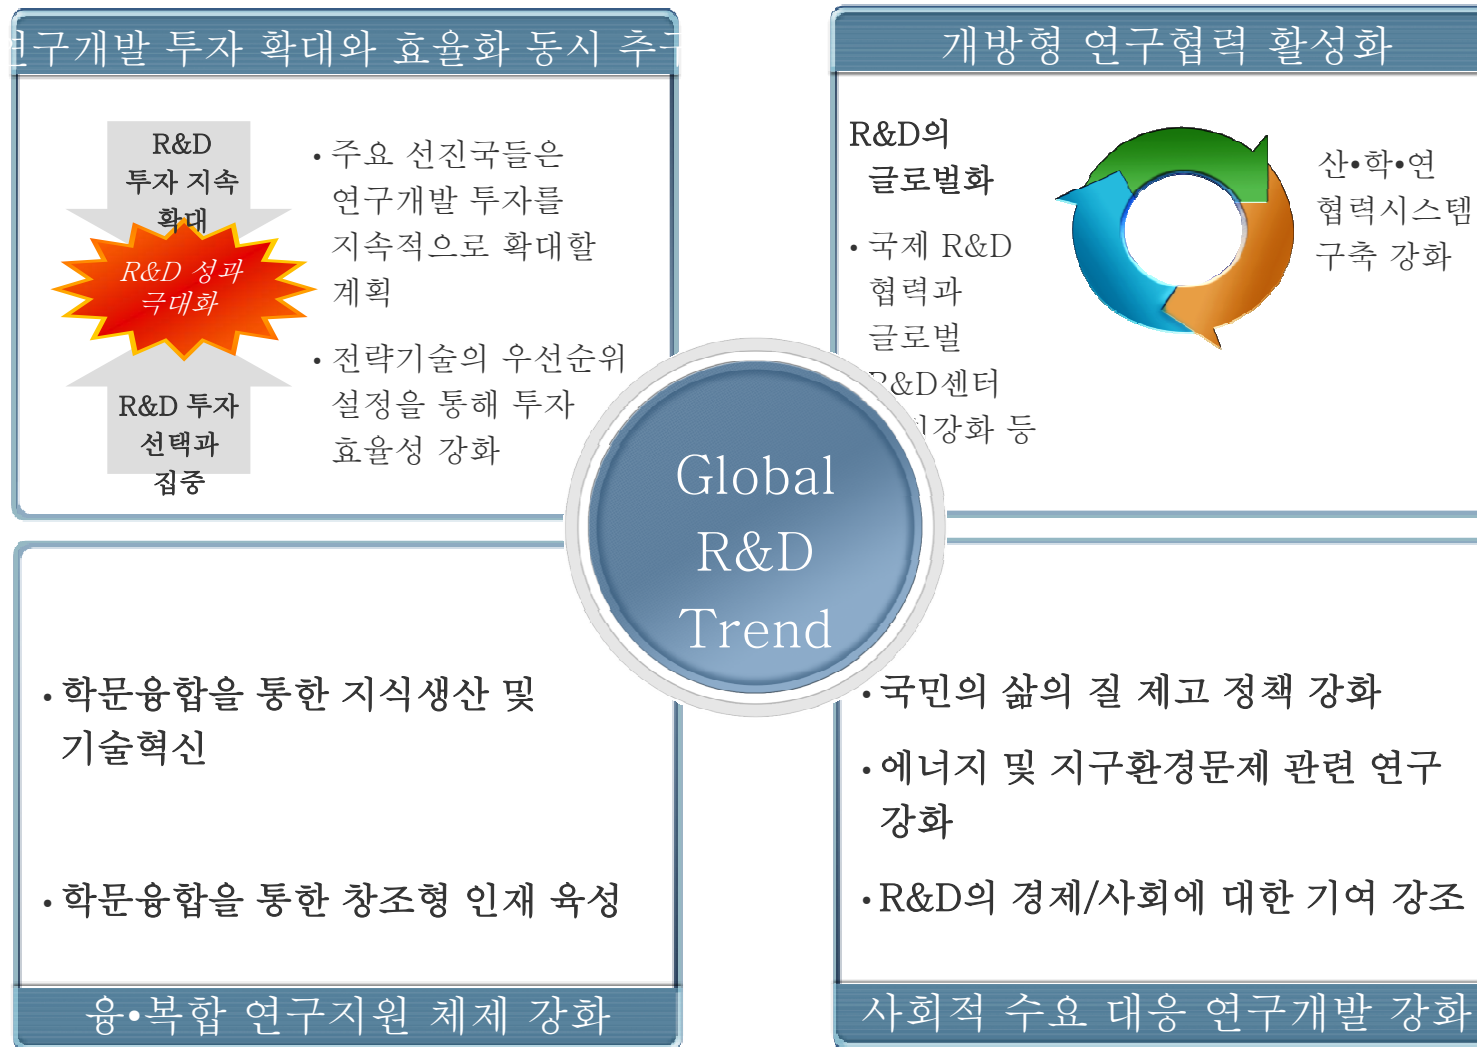 연구개발 투자 확대와 효율화 동시 추구
R&D
투자 지속
확대
R&D 성과
극대화
R&D 투자
선택과
집중
• 주요 선진국들은
연구개발 투자를
지속적으로 확대할
계획
• 전략기술의 우선순위
설정을 통해 투자
효율성 강화
개방형 연구협력 활성화
R&D의
글로벌화
• 국제 R&D
협력과
글로벌
R&D센터
강화 등
산•학•연
협력시스템
구축 강화
Global
R&D
Trend
• 학문융합을 통한 지식생산 및
기술혁신
• 학문융합을 통한 창조형 인재 육성
융•복합 연구지원 체제 강화
• 국민의 삶의 질 제고 정책 강화
• 에너지 및 지구환경문제 관련 연구
강화
• R&D의 경제/사회에 대한 기여 강조
사회적 수요 대응 연구개발 강화